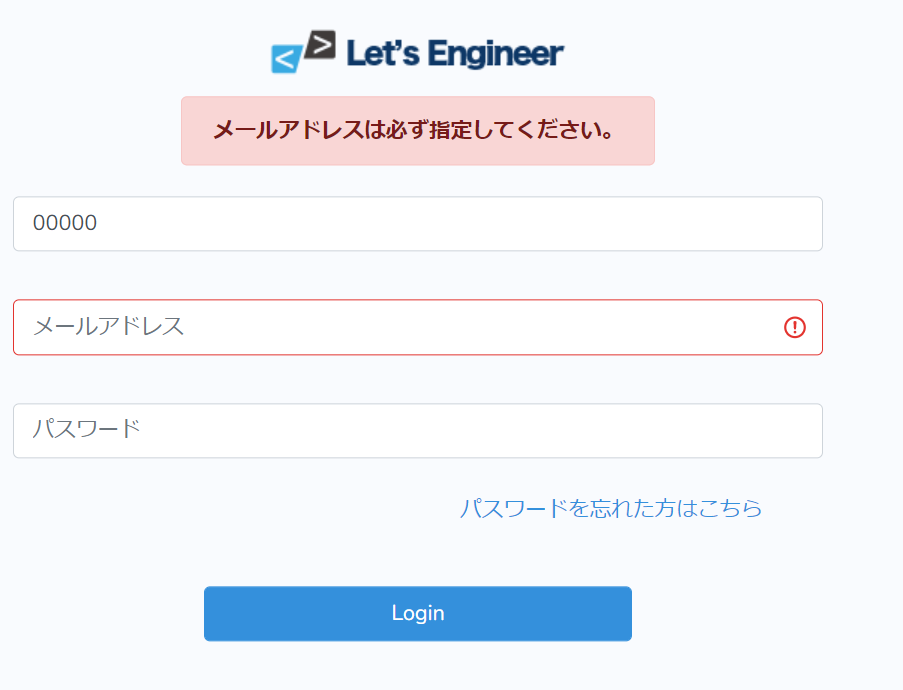 Let's Engineer
メールアドレスは必ず指定してください。
00000
メールアドレス
パスワード
パスワードを忘れた方はこちら
Login